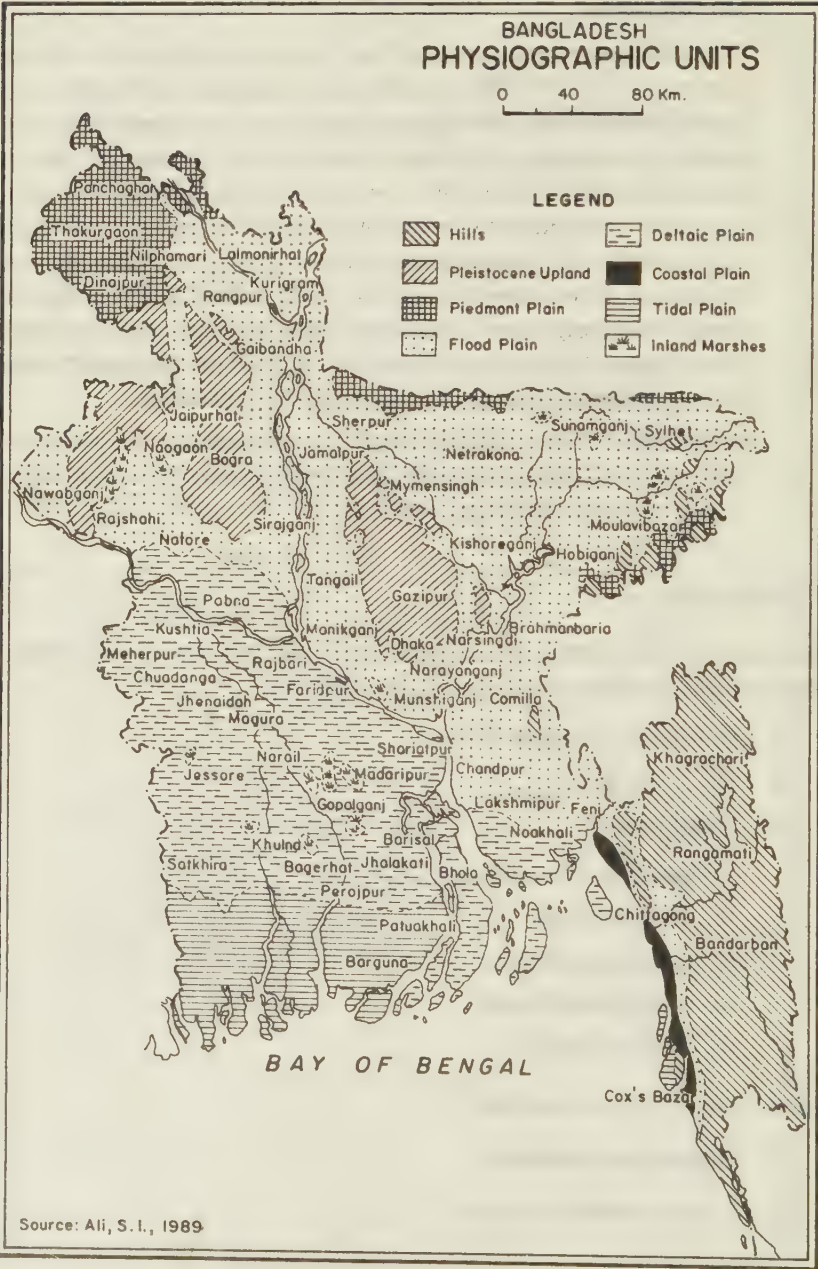 BANGLADESH
PHYSIOGRAPHIC UNITS
0 40 80 Km.
LEGEND
Hills
Pleistocene Upland
Piedmont Plain
Flood Plain
Deltaic Plain
Coastal Plain
Tidal Plain
Inland Marshes
Panchaghar
Thakurgaon
Nilphamari
Lalmonirhat
Dinajpur
Kurigram
Rangpur
Gaibandha
Jaipurhat
Sherpur
Sunamganj
Sylhet
Naogaon
Bogra
Jamalpur
Netrakona
Mymensingh
Nawabganj
Rajshahi
Sirajganj
Moulavibazar
Natore
Kishoreganj
Hobiganj
Tangail
Pabna
Gazipur
Kushtia
Manikganj
Brahmanbaria
Meherpur
Rajbari
Dhaka
Narsingdi
Chuadanga
Faridpur
Narayanganj
Jhenaidah
Munshiganj
Comilla
Magura
Shariatpur
Khagrachari
Narail
Jessore
Madaripur
Chandpur
Gopalganj
Lakshmipur
Feni
Noakhali
Khulna
Barisal
Rangamati
Satkhira
Bagerhat
Jhalakati
Bhola
Perojpur
Chittagong
Patuakhali
Bandarban
Barguna
BAY OF BENGAL
Cox's Bazar
Source: Ali, S.I., 1989